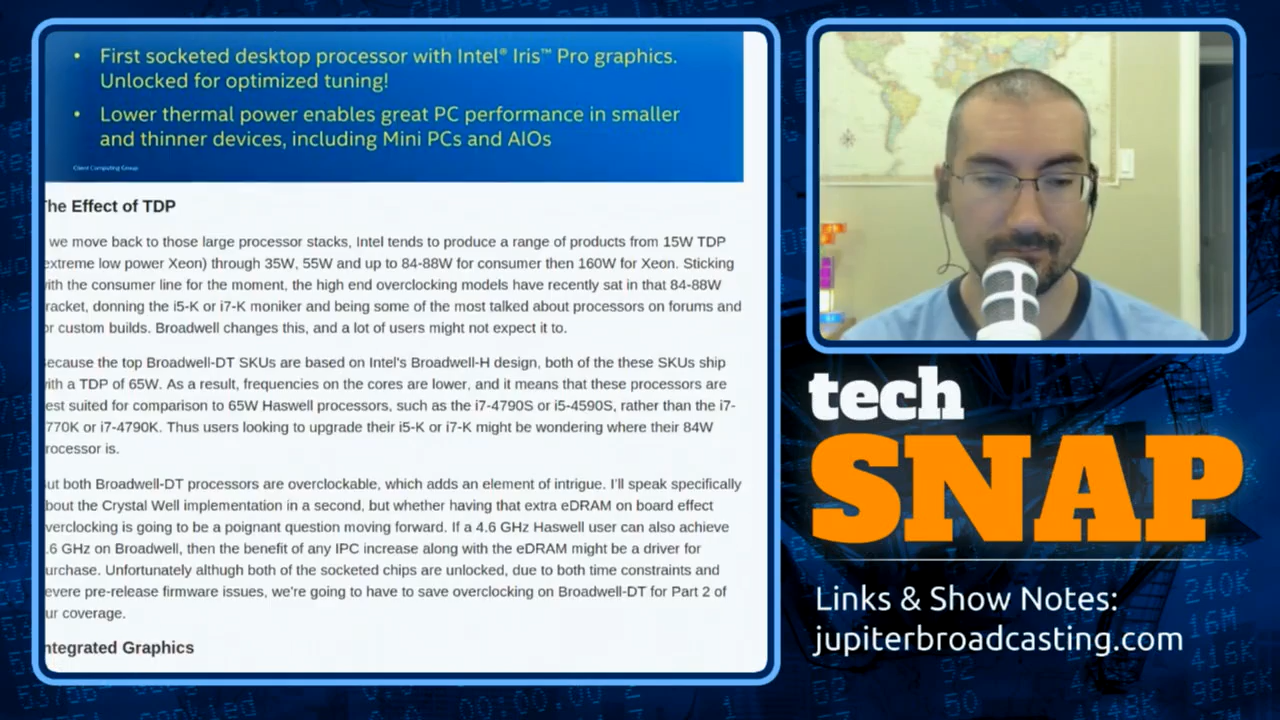 • First socketed desktop processor with Intel® Iris™ Pro graphics.
Unlocked for optimized tuning!
• Lower thermal power enables great PC performance in smaller
and thinner devices, including Mini PCs and AIOs
Client Computing Group
The Effect of TDP
we move back to those large processor stacks, Intel tends to produce a range of products from 15W TDP
extreme low power Xeon) through 35W, 55W and up to 84-88W for consumer then 160W for Xeon. Sticking
ith the consumer line for the moment, the high end overclocking models have recently sat in that 84-88W
racket, donning the i5-K or i7-K moniker and being some of the most talked about processors on forums and
or custom builds. Broadwell changes this, and a lot of users might not expect it to.
ecause the top Broadwell-DT SKUs are based on Intel's Broadwell-H design, both of the these SKUs ship
ith a TDP of 65W. As a result, frequencies on the cores are lower, and it means that these processors are
est suited for comparison to 65W Haswell processors, such as the i7-4790S or i5-4590S, rather than the i7-
770K or i7-4790K. Thus users looking to upgrade their i5-K or i7-K might be wondering where their 84W
rocessor is.
ut both Broadwell-DT processors are overclockable, which adds an element of intrigue. I'll speak specifically
bout the Crystal Well implementation in a second, but whether having that extra eDRAM on board effect
verclocking is going to be a poignant question moving forward. If a 4.6 GHz Haswell user can also achieve
.6 GHz on Broadwell, then the benefit of any IPC increase along with the eDRAM might be a driver for
urchase. Unfortunately althugh both of the socketed chips are unlocked, due to both time constraints and
evere pre-release firmware issues, we're going to have to save overclocking on Broadwell-DT for Part 2 of
ur coverage.
ntegrated Graphics
tech
SNAP
Links & Show Notes:
jupiterbroadcasting.com